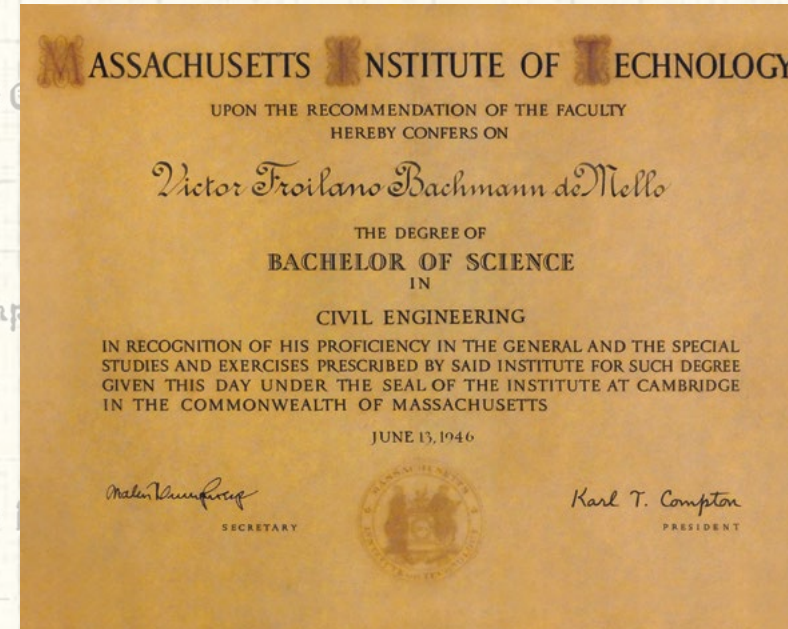 MASSACHUSETTS INSTITUTE OF TECHNOLOGY
UPON THE RECOMMENDATION OF THE FACULTY
HEREBY CONFERS ON
Victor Froilano Bachmann de Mello
THE DEGREE OF
BACHELOR OF SCIENCE
IN
CIVIL ENGINEERING
IN RECOGNITION OF HIS PROFICIENCY IN THE GENERAL AND THE SPECIAL
STUDIES AND EXERCISES PRESCRIBED BY SAID INSTITUTE FOR SUCH DEGREE
GIVEN THIS DAY UNDER THE SEAL OF THE INSTITUTE AT CAMBRIDGE
IN THE COMMONWEALTH OF MASSACHUSETTS
JUNE 13, 1946
Karl T. Compton
SECRETARY
PRESIDENT